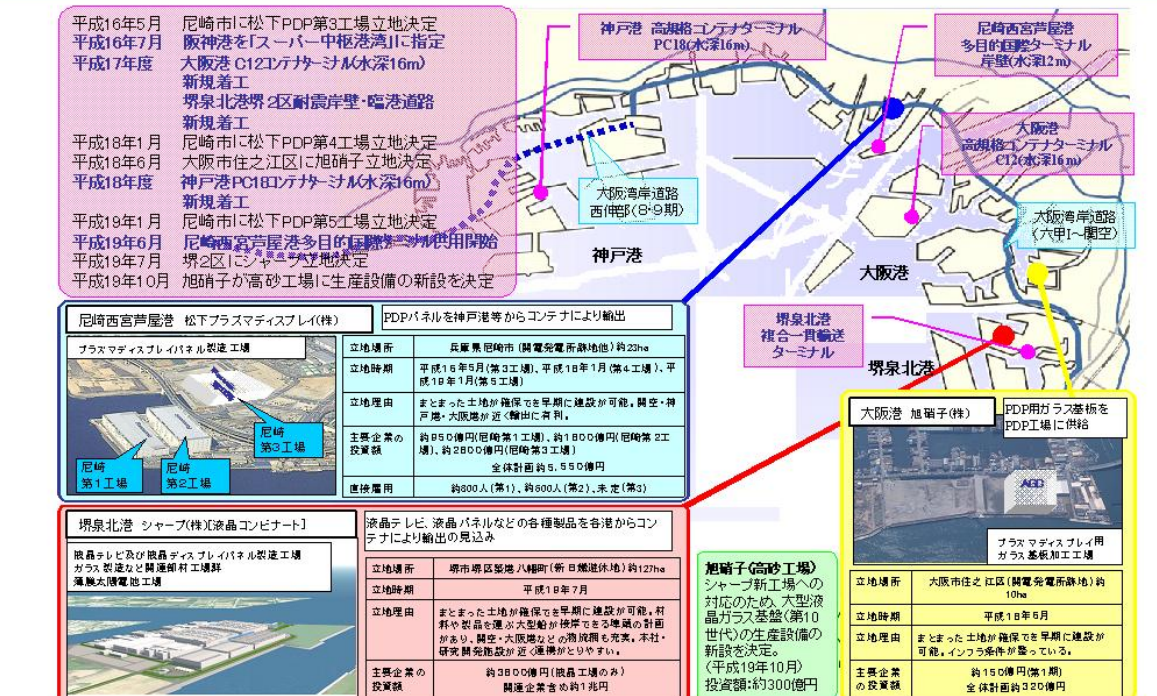 平成16年5月 尼崎市に松下PDP第3工場立地決定
平成16年7月 阪神港を「スーパー中枢港湾」に指定
平成17年度 大阪港 C12コンテナターミナル(水深16m)
新規着工
堺泉北港堺2区耐震岸壁・臨港道路
新規着工
平成18年1月 尼崎市に松下PDP第4工場立地決定
平成18年6月 大阪市住之江区に旭硝子立地決定
平成18年度 神戸港PC18コンテナターミナル(水深16m)
新規着工
平成19年1月 尼崎市に松下PDP第5工場立地決定
平成19年6月 尼崎西宮芦屋港多目的国際ターミナル供用開始
平成19年7月 堺2区にシャープ立地決定
平成19年10月 旭硝子が高砂工場に生産設備の新設を決定
神戸港 高規格コンテナターミナル
PC18(水深16m)
尼崎西宮芦屋港
多目的国際ターミナル
岸壁(水深12m)
大阪港
高規格コンテナターミナル
C12(水深16m)
大阪湾岸道路
西伸部(8・9期)
大阪湾岸道路
(六甲I～関空)
神戸港
大阪港
堺泉北港
複合一貫輸送
ターミナル
堺泉北港
尼崎西宮芦屋港 松下プラズマディスプレイ(株)
PDPパネルを神戸港等からコンテナにより輸出
プラズマディスプレイパネル製造工場
尼崎
第1工場
尼崎
第2工場
尼崎
第3工場
立地場所 兵庫県尼崎市(関電発電所跡地他)約23ha
立地時期 平成16年5月(第3工場)、平成18年1月(第4工場)、平
成19年1月(第5工場)
立地理由 まとまった土地が確保でき早期に建設が可能。関空・神
戸港・大阪港が近く輸出に有利。
主要企業の
投資額
約950億円(尼崎第1工場)、約1800億円(尼崎第2工
場)、約2800億円(尼崎第3工場)
全体計画約5,550億円
直接雇用 約800人(第1)、約500人(第2)、未定(第3)
堺泉北港 シャープ(株)[液晶コンビナート]
液晶テレビ、液晶パネルなどの各種製品を各港からコン
テナにより輸出の見込み
液晶テレビ及び液晶ディスプレイパネル製造工場
ガラス製造など関連部材工場群
薄膜太陽電池工場
立地場所 堺市堺区築港八幡町(新日鐵遊休地)約127ha
立地時期 平成19年7月
立地理由 まとまった土地が確保でき早期に建設が可能。材
料や製品を運ぶ大型船が接岸できる埠頭の計画
があり、関空・大阪港などの物流網も充実。本社・
研究開発施設が近く連携がとりやすい。
主要企業の
投資額
約3800億円(液晶工場のみ)
関連企業含め約1兆円
旭硝子(高砂工場)
シャープ新工場への
対応のため、大型液
晶ガラス基盤(第10
世代)の生産設備の
新設を決定。
(平成19年10月)
投資額:約300億円
大阪港 旭硝子(株)
PDP用ガラス基板を
PDP工場に供給
プラズマディスプレイ用
ガラス基板加工工場
立地場所 大阪市住之江区(関電発電所跡地)約
10ha
立地時期 平成18年6月
立地理由 まとまった土地が確保でき早期に建設が
可能。インフラ条件が整っている。
主要企業
の投資額
約150億円(第1期)
全体計画約320億円